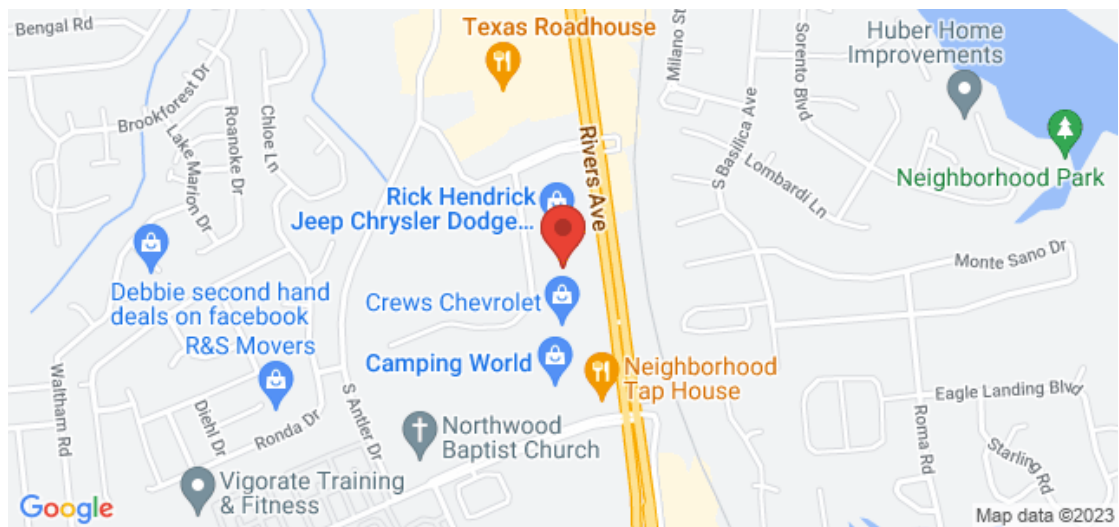 Bengal Rd
Texas Roadhouse
Milano St
Sorento Blvd
Huber Home
Improvements
Brookforest Dr
Roanoke Dr
Chloe Ln
Lake Marion Dr
Rivers Ave
S Basilica Ave
Lombardi Ln
Neighborhood Park
Rick Hendrick
Jeep Chrysler Dodge...
Monte Sano Dr
Debbie second hand
deals on facebook
Crews Chevrolet
R&S Movers
Camping World
Neighborhood
Tap House
Waltham Rd
Diehl Dr
Ronda Dr
S Antler Dr
Northwood
Baptist Church
Eagle Landing Blvd
Roma Rd
Starling Rd
Vigorate Training
& Fitness
Google
Map data ©2023